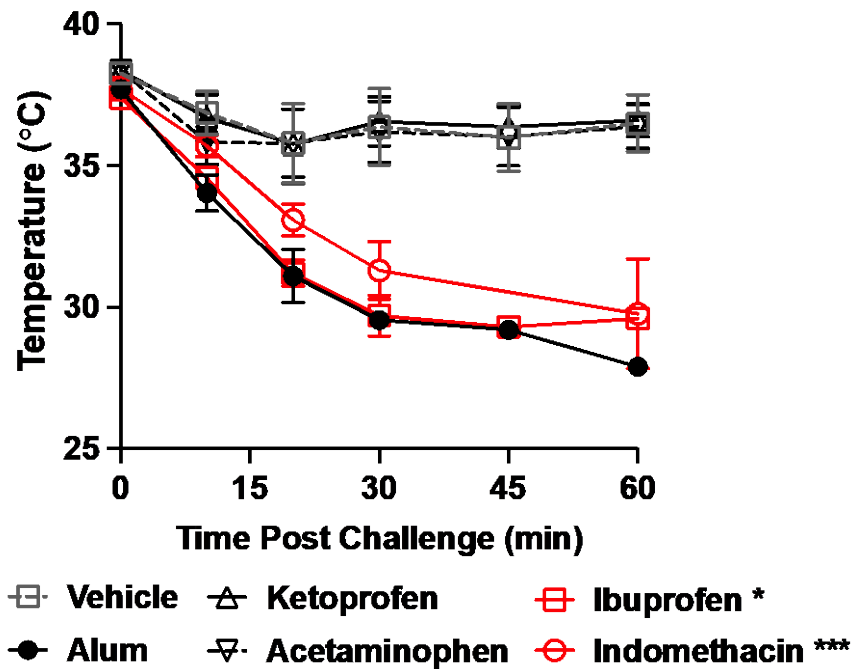 40
35
30
25
Temperature (°C)
0 15 30 45 60
Time Post Challenge (min)
Vehicle Ketoprofen Ibuprofen *
Alum Acetaminophen Indomethacin ***